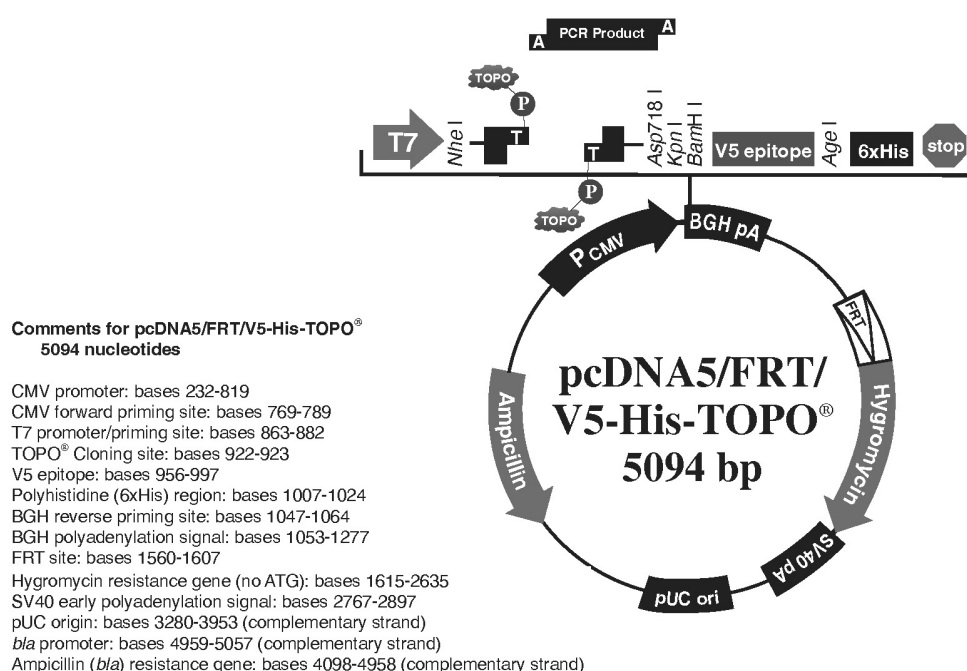 A PCR Product A
TOPO
P
T7
Nhe I
T
T
Asp718 I
Kpn I
BamH I
V5 epitope
Age I
6xHis
stop
P
TOPO
PCMV
BGH pA
FRT
Hygromycin
SV40 pA
pUC ori
Ampicillin
pcDNA5/FRT/
V5-His-TOPO®
5094 bp
Comments for pcDNA5/FRT/V5-His-TOPO®
5094 nucleotides
CMV promoter: bases 232-819
CMV forward priming site: bases 769-789
T7 promoter/priming site: bases 863-882
TOPO® Cloning site: bases 922-923
V5 epitope: bases 956-997
Polyhistidine (6xHis) region: bases 1007-1024
BGH reverse priming site: bases 1047-1064
BGH polyadenylation signal: bases 1053-1277
FRT site: bases 1560-1607
Hygromycin resistance gene (no ATG): bases 1615-2635
SV40 early polyadenylation signal: bases 2767-2897
pUC origin: bases 3280-3953 (complementary strand)
bla promoter: bases 4959-5057 (complementary strand)
Ampicillin (bla) resistance gene: bases 4098-4958 (complementary strand)